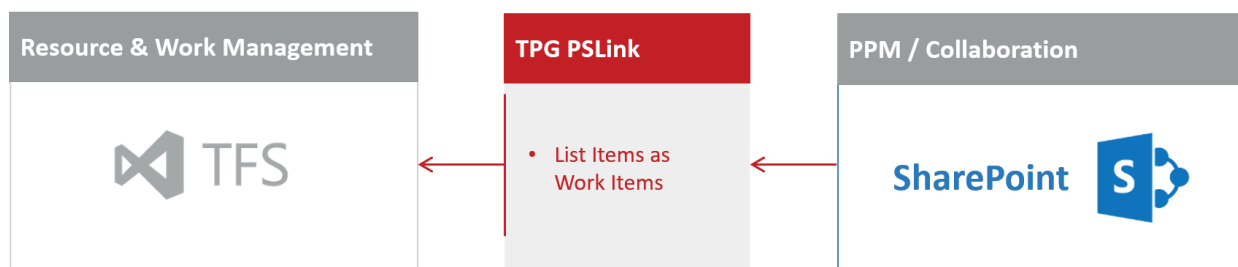 Resource & Work Management
TPG PSLink
PPM / Collaboration
TFS
• List Items as
Work Items
SharePoint
S